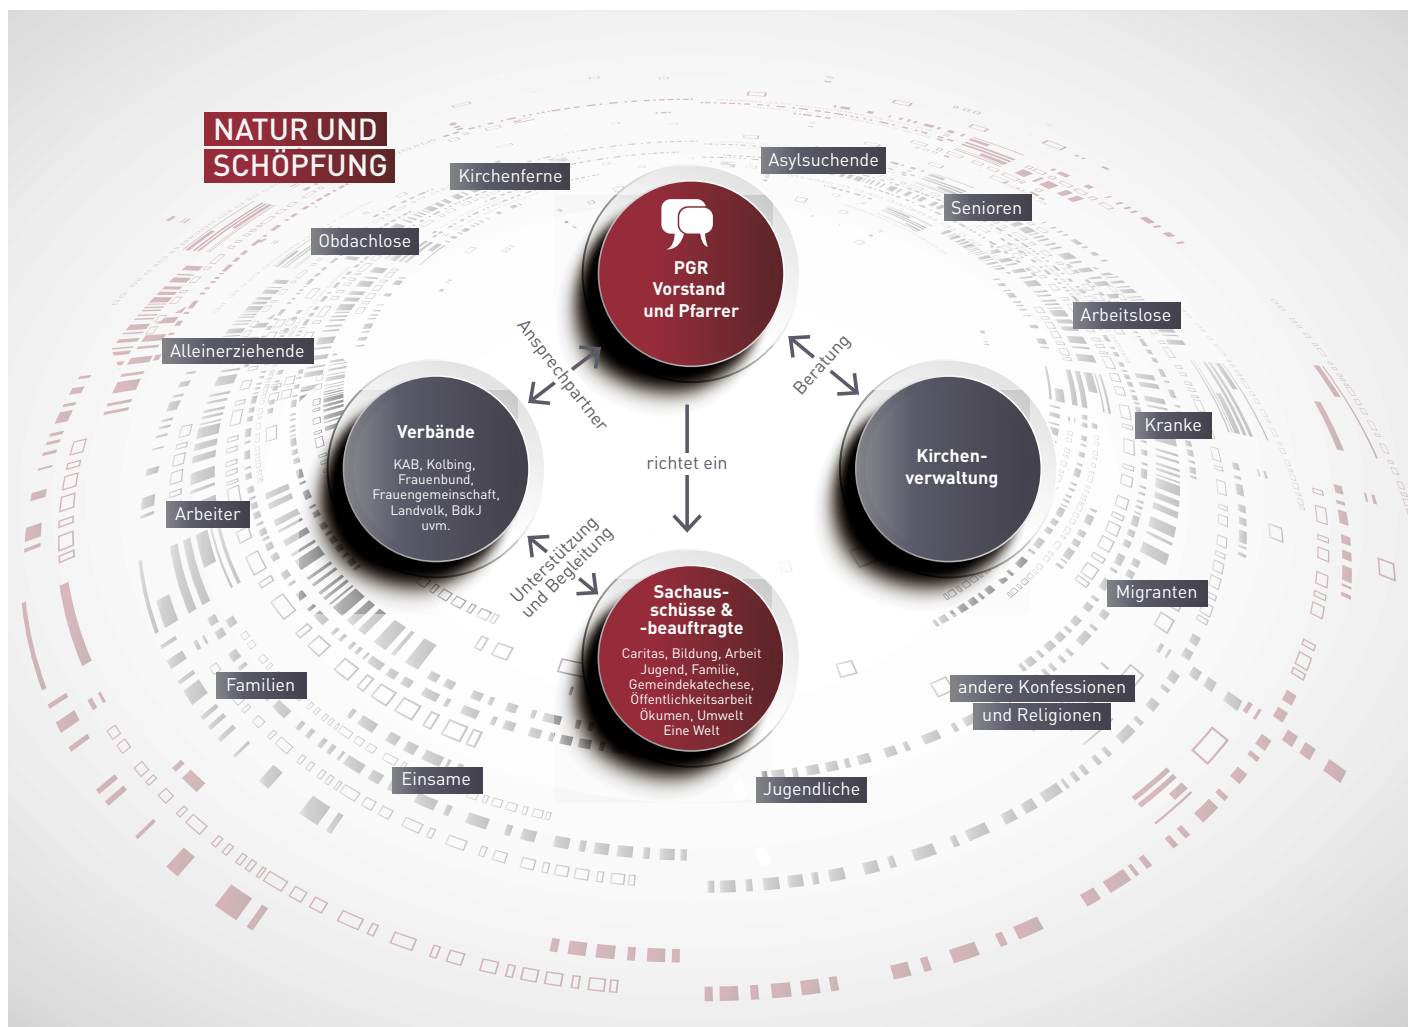 NATUR UND
SCHÖPFUNG
Kirchenferne
Asylsuchende
Obdachlose
Senioren
Alleinerziehende
Arbeitslose
Arbeiter
Kranke
Familien
Migranten
Einsame
andere Konfessionen
und Religionen
Jugendliche
PGR
Vorstand
und Pfarrer
Ansprechpartner
Beratung
Verbände
KAB, Kolbing,
Frauenbund,
Frauengemeinschaft,
Landvolk, BdkJ
uvm.
richtet ein
Kirchen-
verwaltung
Unterstützung
und Begleitung
Sachaus-
schüsse &
-beauftragte
Caritas, Bildung, Arbeit
Jugend, Familie,
Gemeindekatechese,
Öffentlichkeitsarbeit
Ökumen, Umwelt
Eine Welt